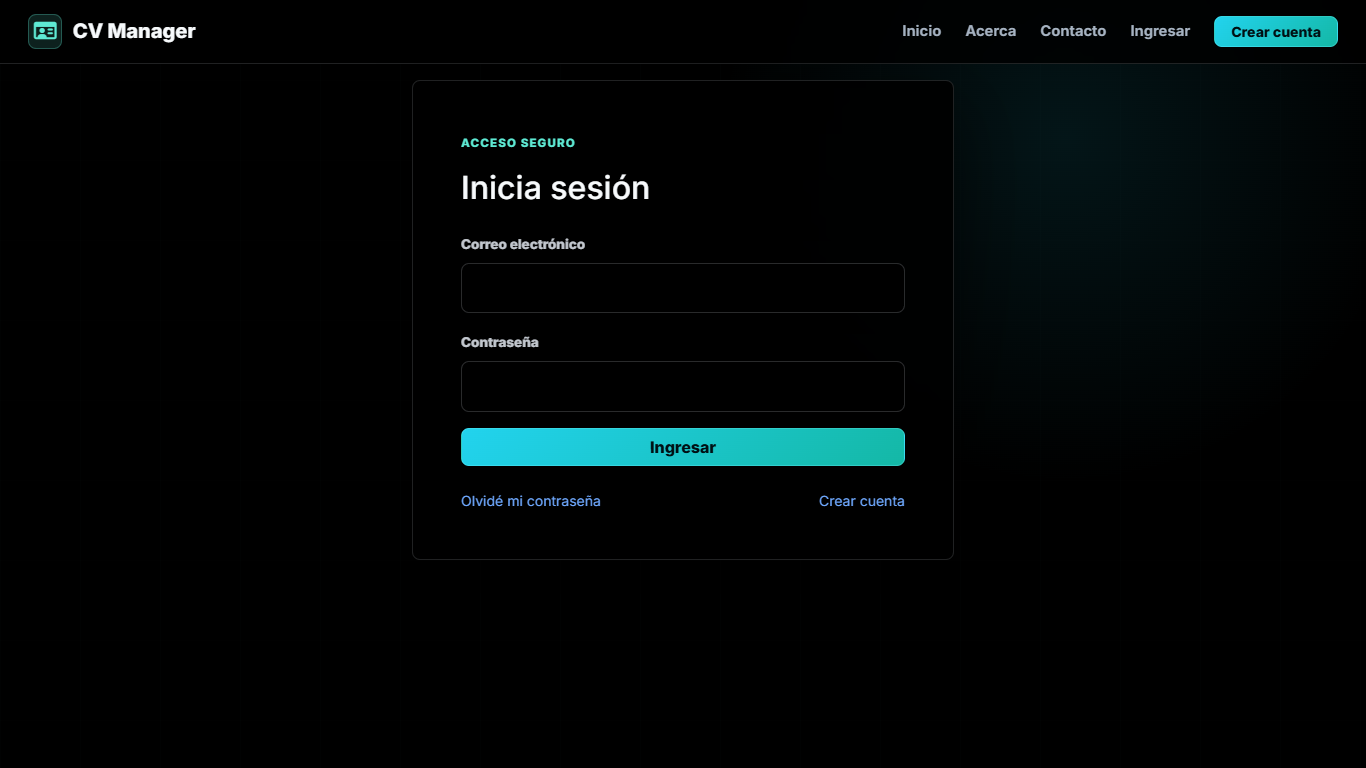 CV Manager
Inicio Acerca Contacto Ingresar Crear cuenta
ACCESO SEGURO
Inicia sesión
Correo electrónico
Contraseña
Ingresar
Olvidé mi contraseña Crear cuenta